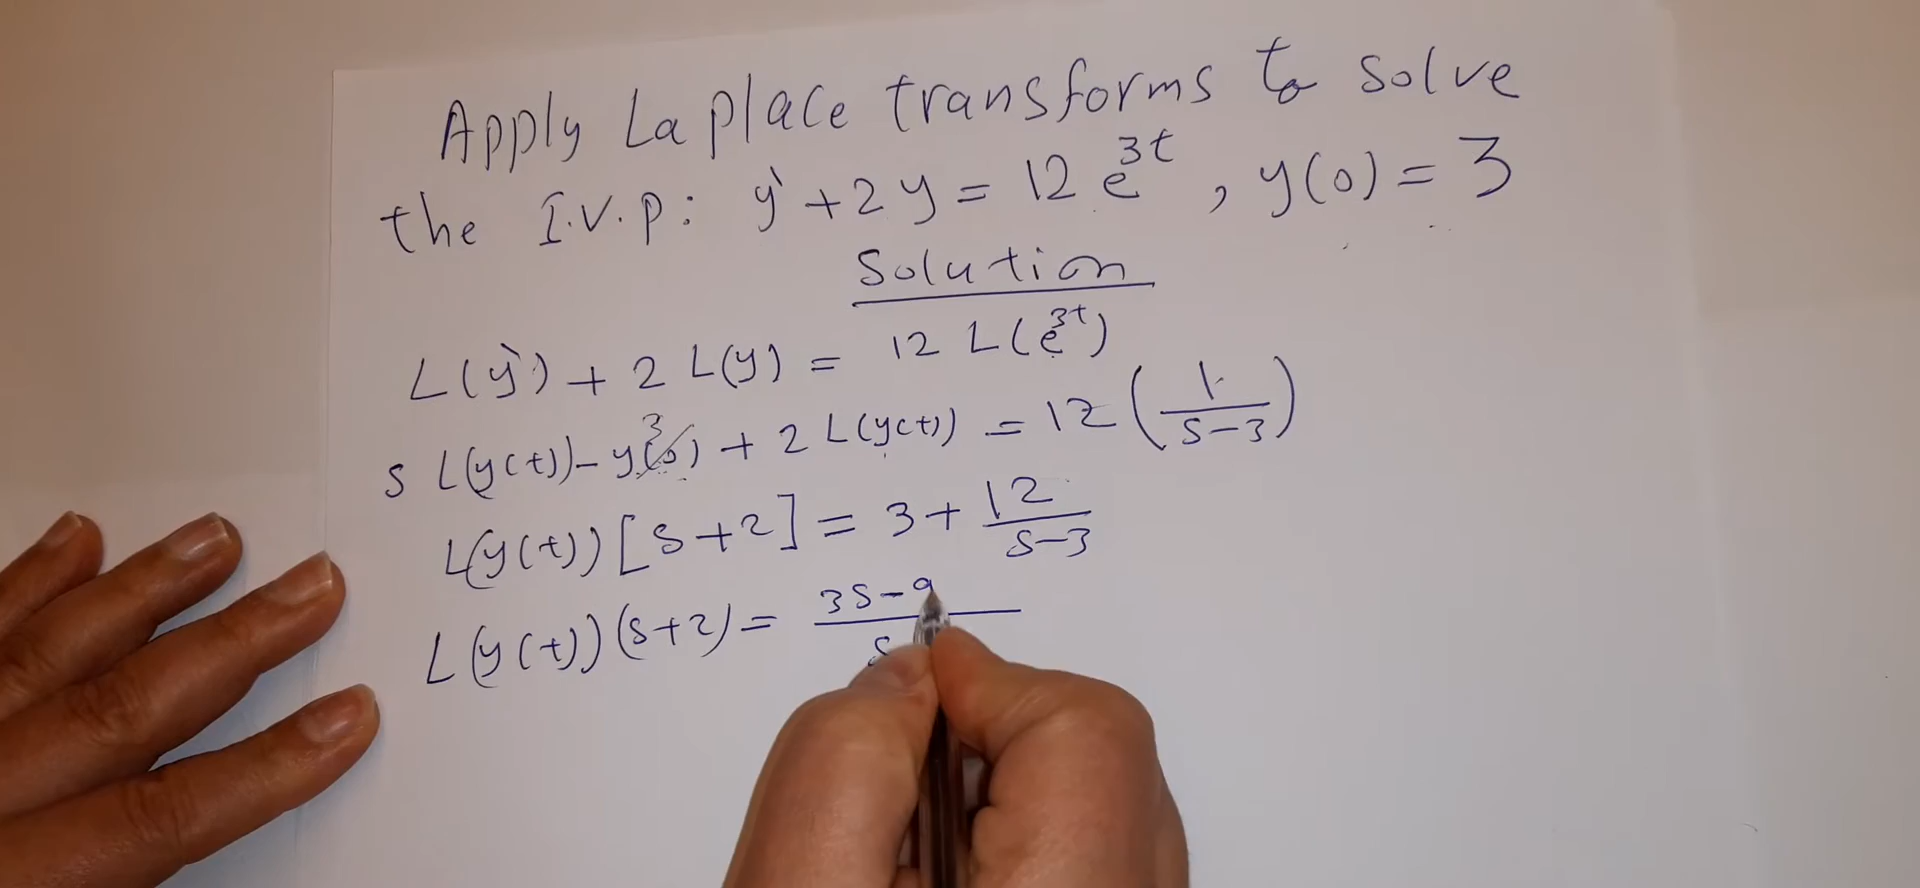 Apply Laplace transforms to solve
the I.V.P: y' + 2y = 12 e^3t , y(0) = 3
Solution
L(y') + 2 L(y) = 12 L(e^3t)
s L(y(t)) - y(0) 3 + 2 L(y(t)) = 12 (1/(s-3))
L(y(t)) [s+2] = 3 + 12/(s-3)
L(y(t)) (s+2) = 3s-9 / s